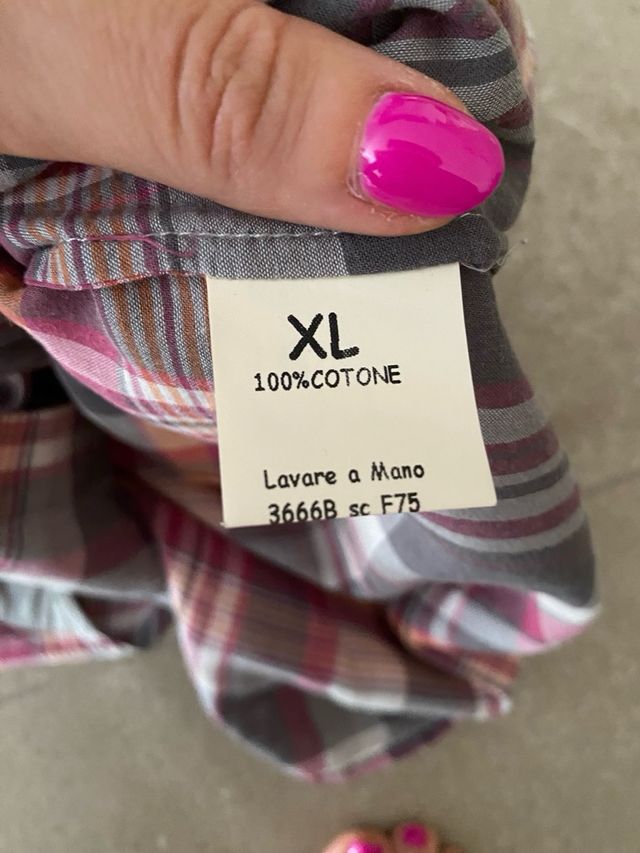 XL
100%COTONE
Lavare a Mano
3666B sc F75